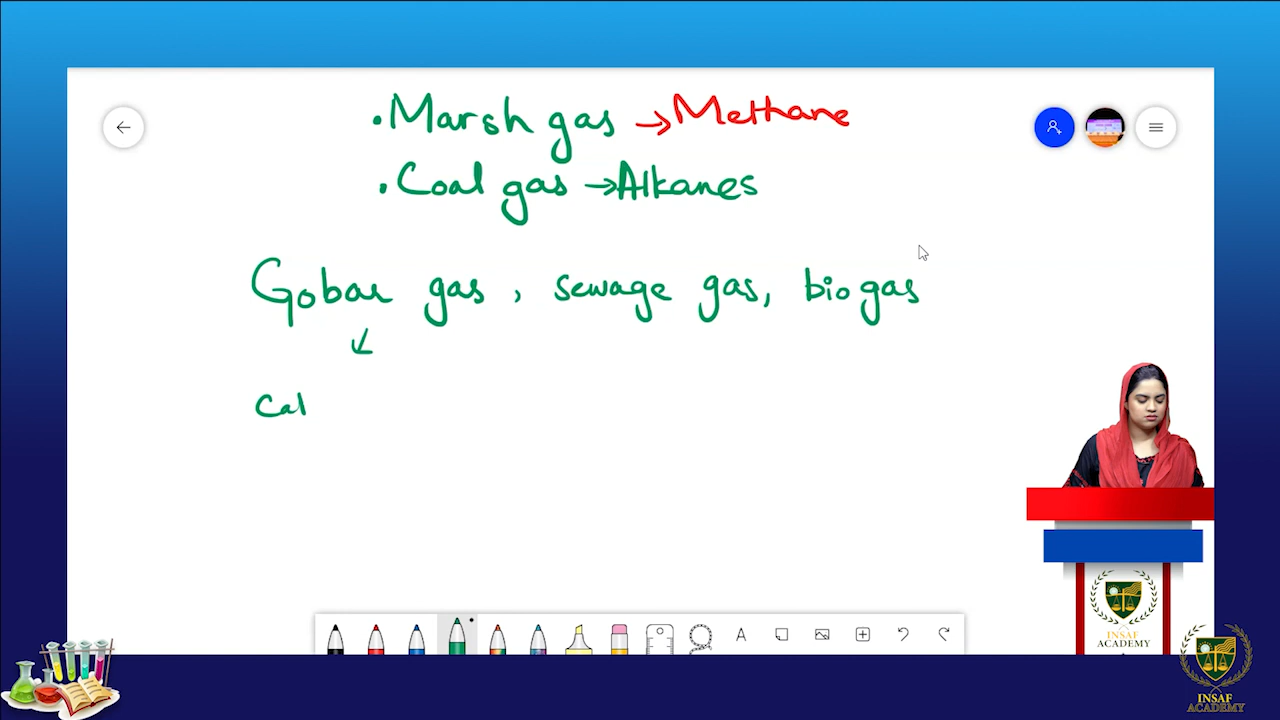 • Marsh gas → Methane
• Coal gas → Alkanes
Gobar gas , sewage gas, biogas
↓
Cal
A
INSAF
ACADEMY
INSAF
ACADEMY